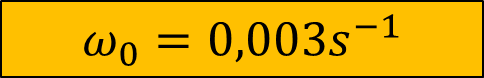 ω₀ = 0,003s⁻¹